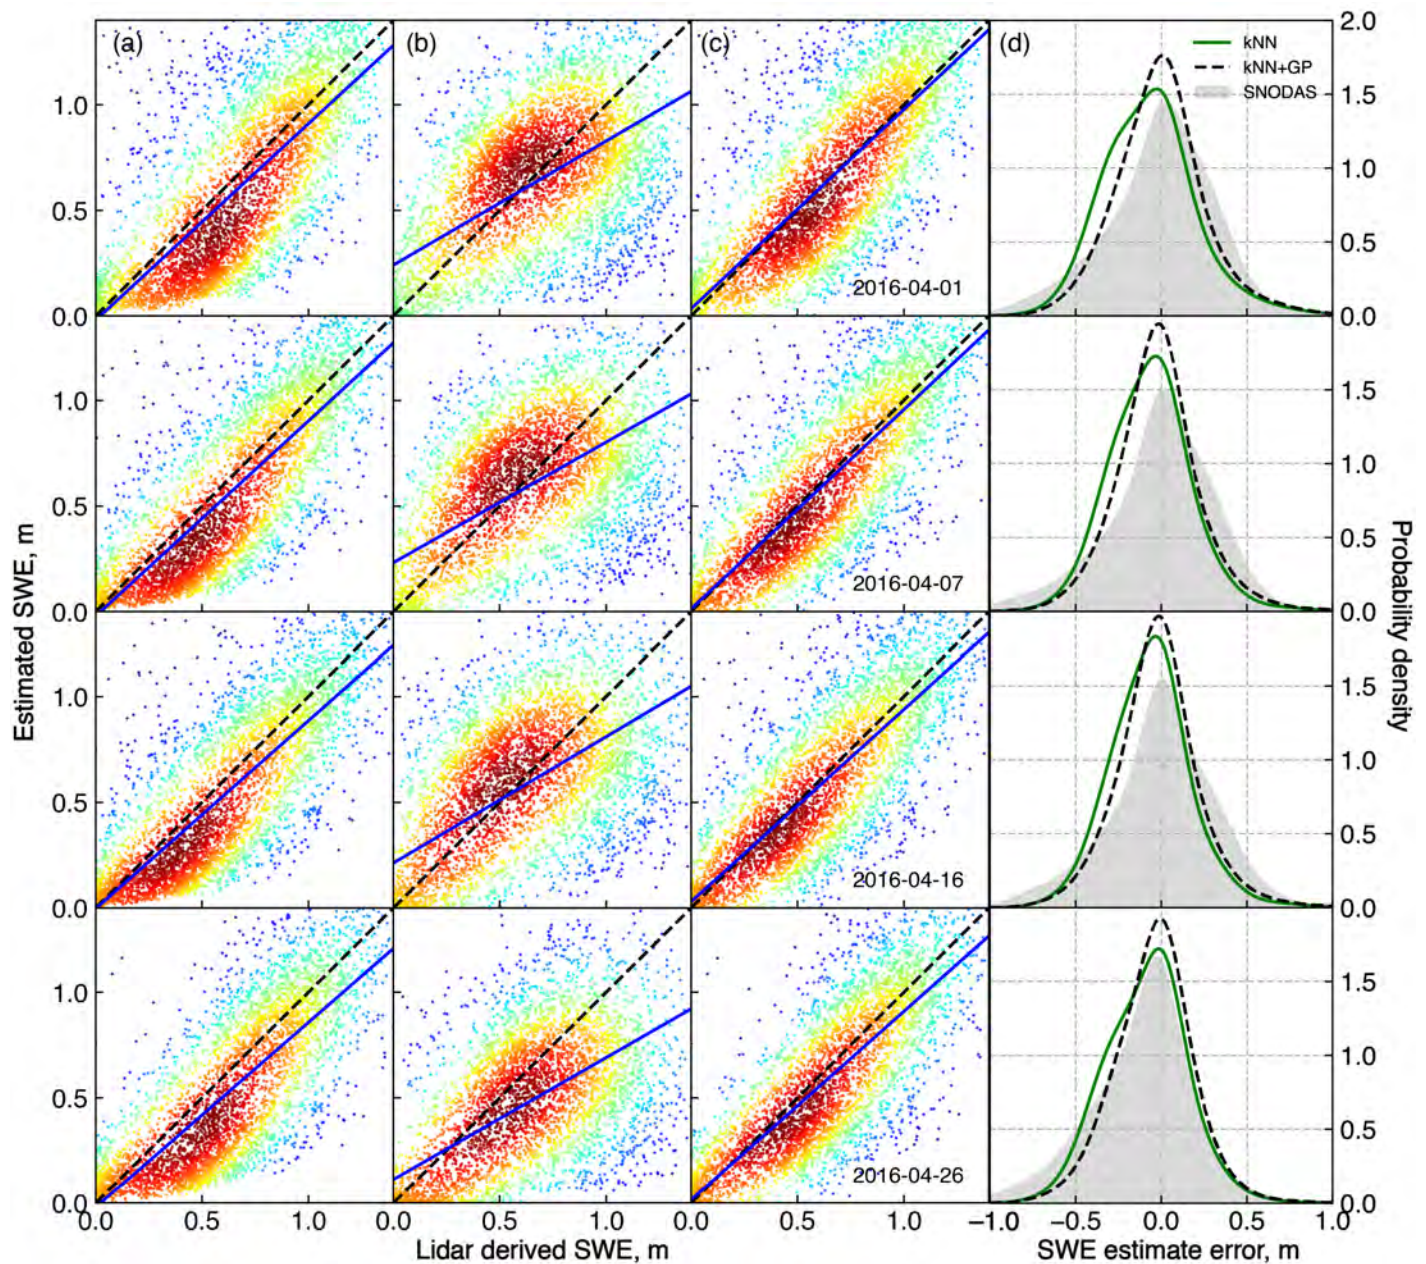 (a) (b) (c) (d)
kNN
kNN+GP
SNODAS
2.0
1.0 1.5
1.0
0.5 0.5
2016-04-01
0.0 0.0
1.0 1.5
1.0
0.5 0.5
2016-04-07
0.0 0.0
1.0 1.5
1.0
0.5 0.5
2016-04-16
0.0 0.0
1.0 1.5
1.0
0.5 0.5
2016-04-26
0.0 0.0
0.0 0.5 1.0 0.0 0.5 1.0 0.0 0.5 1.0 −1.0 −0.5 0.0 0.5 1.0
Estimated SWE, m
Lidar derived SWE, m
SWE estimate error, m
Probability density